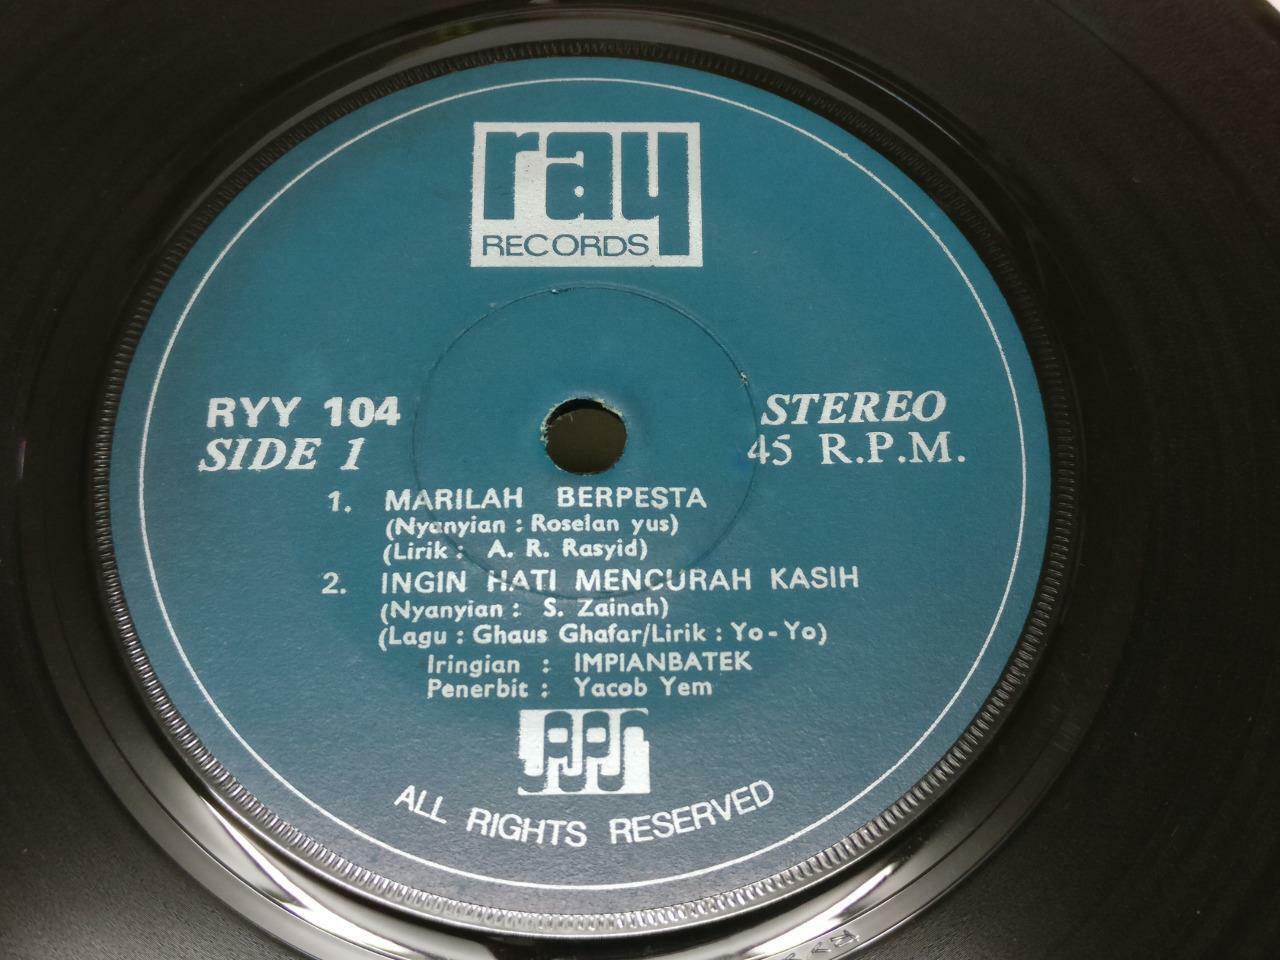 ray
RECORDS
RYY 104
SIDE 1
STEREO
45 R.P.M.
1. MARILAH BERPESTA
(Nyanyian : Roselan yus)
(Lirik : A. R. Rasyid)
2. INGIN HATI MENCURAH KASIH
(Nyanyian : S. Zainah)
(Lagu : Ghaus Ghafar/Lirik : Yo-Yo)
Iringian : IMPIANBATEK
Penerbit : Yacob Yem
ALL RIGHTS RESERVED